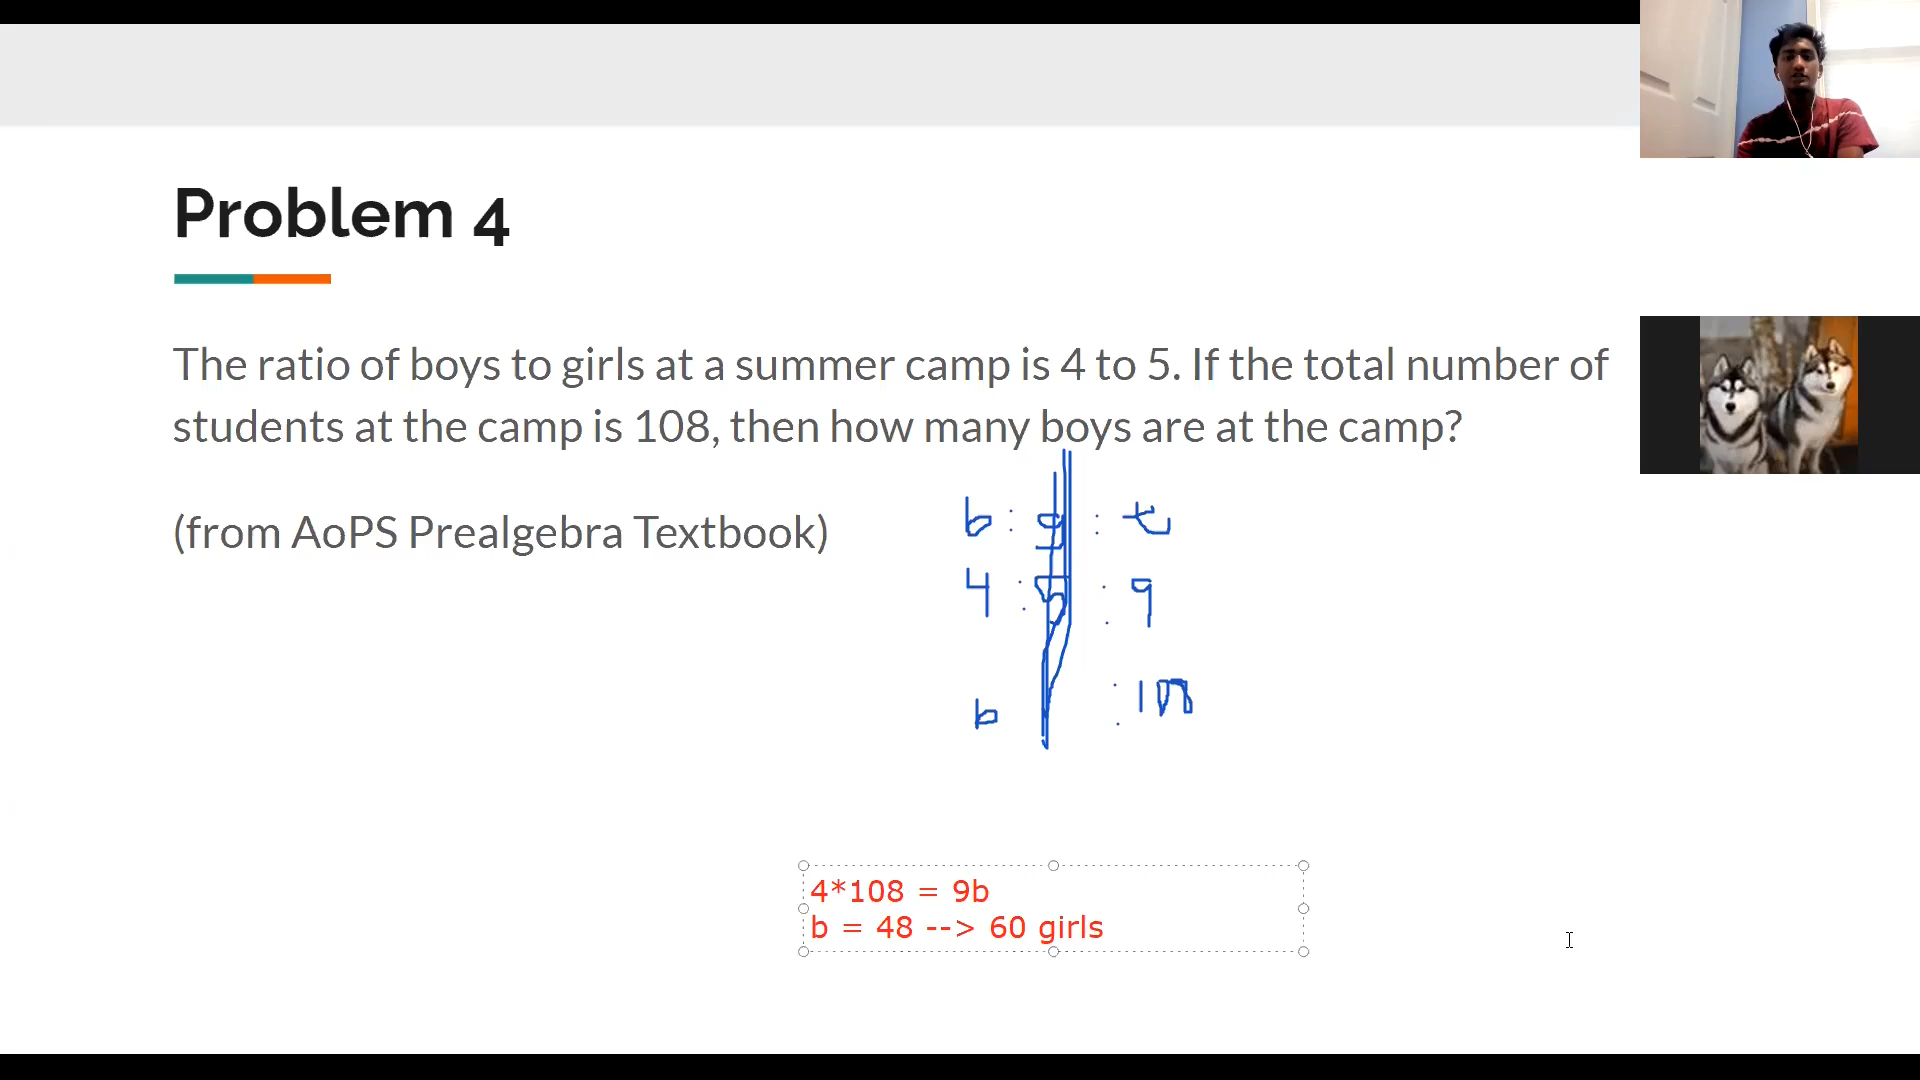 Problem 4
The ratio of boys to girls at a summer camp is 4 to 5. If the total number of
students at the camp is 108, then how many boys are at the camp?
(from AoPS Prealgebra Textbook)
b : g : t
4 : 5 : 9
b : 108
4*108 = 9b
b = 48 --> 60 girls